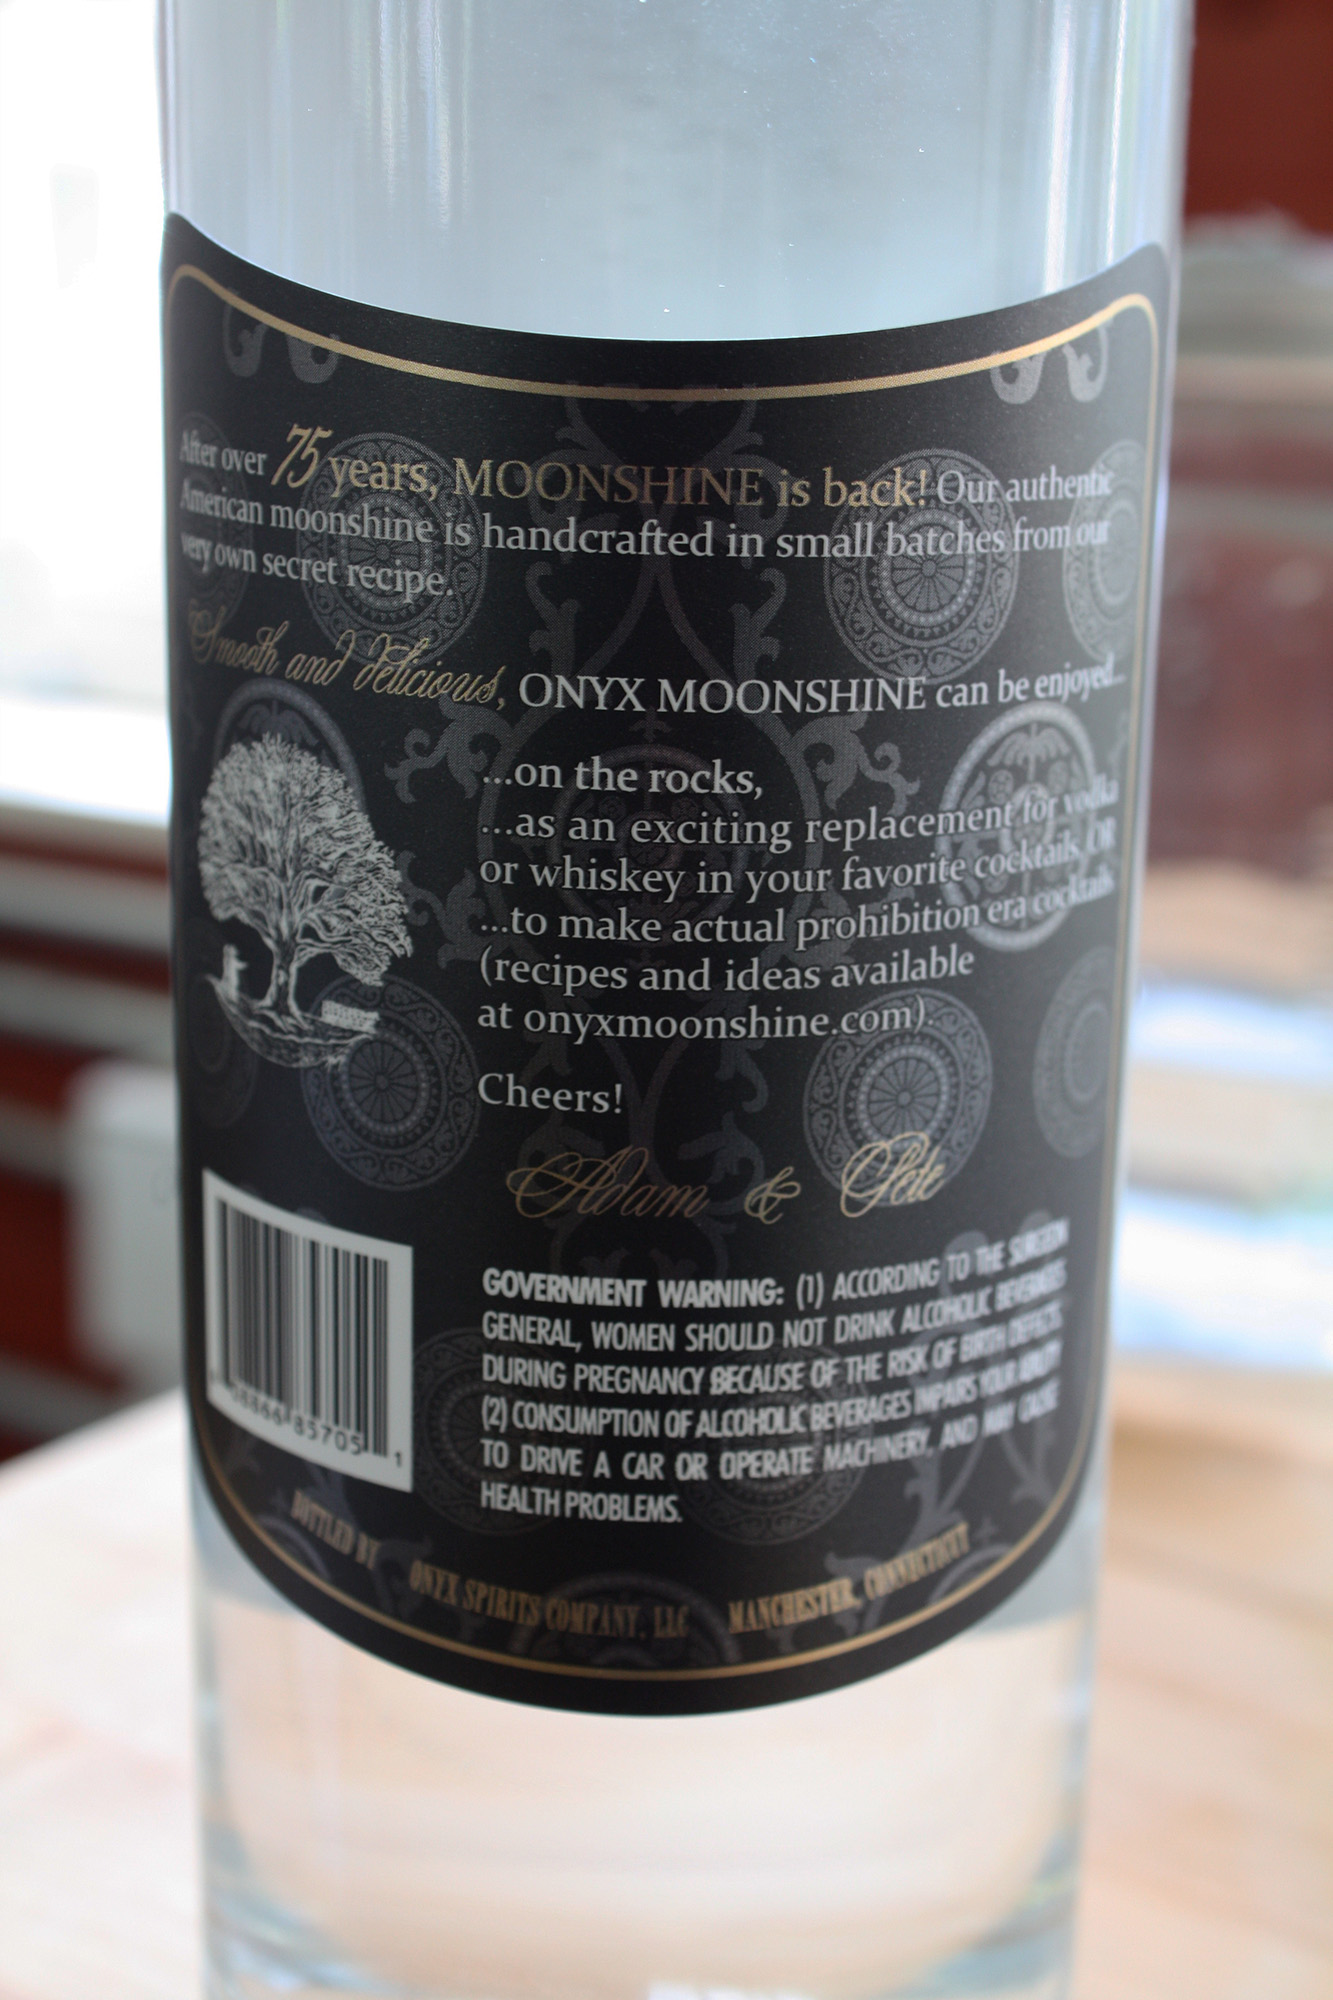 After over 75 years, MOONSHINE is back! Our authentic
American moonshine is handcrafted in small batches from our
very own secret recipe.
Smooth and delicious, ONYX MOONSHINE can be enjoyed...
...on the rocks,
...as an exciting replacement for vodka
or whiskey in your favorite cocktails, OR
...to make actual prohibition era cocktails
(recipes and ideas available
at onyxmoonshine.com).
Cheers!
Adam & Pete
GOVERNMENT WARNING: (1) ACCORDING TO THE SURGEON
GENERAL, WOMEN SHOULD NOT DRINK ALCOHOLIC BEVERAGES
DURING PREGNANCY BECAUSE OF THE RISK OF BIRTH DEFECTS.
(2) CONSUMPTION OF ALCOHOLIC BEVERAGES IMPAIRS YOUR ABILITY
TO DRIVE A CAR OR OPERATE MACHINERY, AND MAY CAUSE
HEALTH PROBLEMS.
85705 1
BOTTLED BY ONYX SPIRITS COMPANY, LLC MANCHESTER, CONNECTICUT